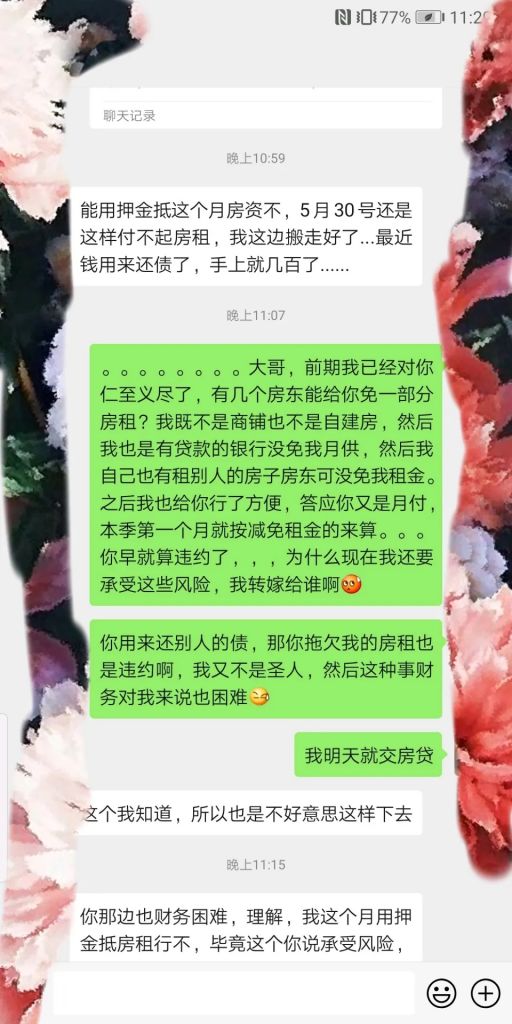 77% 11:2
聊天记录
晚上10:59
能用押金抵这个月房资不，5月30号还是
这样付不起房租，我这边搬走好了...最近
钱用来还债了，手上就几百了......
晚上11:07
。。。。。。。。大哥，前期我已经对你
仁至义尽了，有几个房东能给你免一部分
房租？我既不是商铺也不是自建房，然后
我也是有贷款的银行没免我月供，然后我
自己也有租别人的房子房东可没免我租金。
之后我也给你行了方便，答应你又是月付，
本季第一个月就按减免租金的来算。。。
你早就算违约了，，，为什么现在我还要
承受这些风险，我转嫁给谁啊
你用来还别人的债，那你拖欠我的房租也
是违约啊，我又不是圣人，然后这种事财
务对我来说也困难
我明天就交房贷
这个我知道，所以也是不好意思这样下去
晚上11:15
你那边也财务困难，理解，我这个月用押
金抵房租行不，毕竟这个你说承受风险，